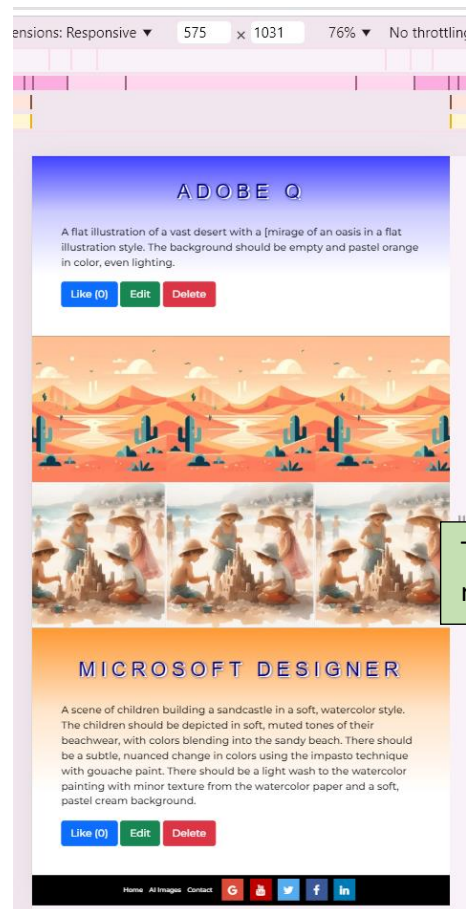 ensions: Responsive ▼ 575 × 1031 76% ▼ No throttling
ADOBE Q
A flat illustration of a vast desert with a [mirage of an oasis in a flat
illustration style. The background should be empty and pastel orange
in color, even lighting.
Like (0) Edit Delete
MICROSOFT DESIGNER
A scene of children building a sandcastle in a soft, watercolor style.
The children should be depicted in soft, muted tones of their
beachwear, with colors blending into the sandy beach. There should
be a subtle, nuanced change in colors using the impasto technique
with gouache paint. There should be a light wash to the watercolor
painting with minor texture from the watercolor paper and a soft,
pastel cream background.
Like (0) Edit Delete
Home AI Images Contact G f in